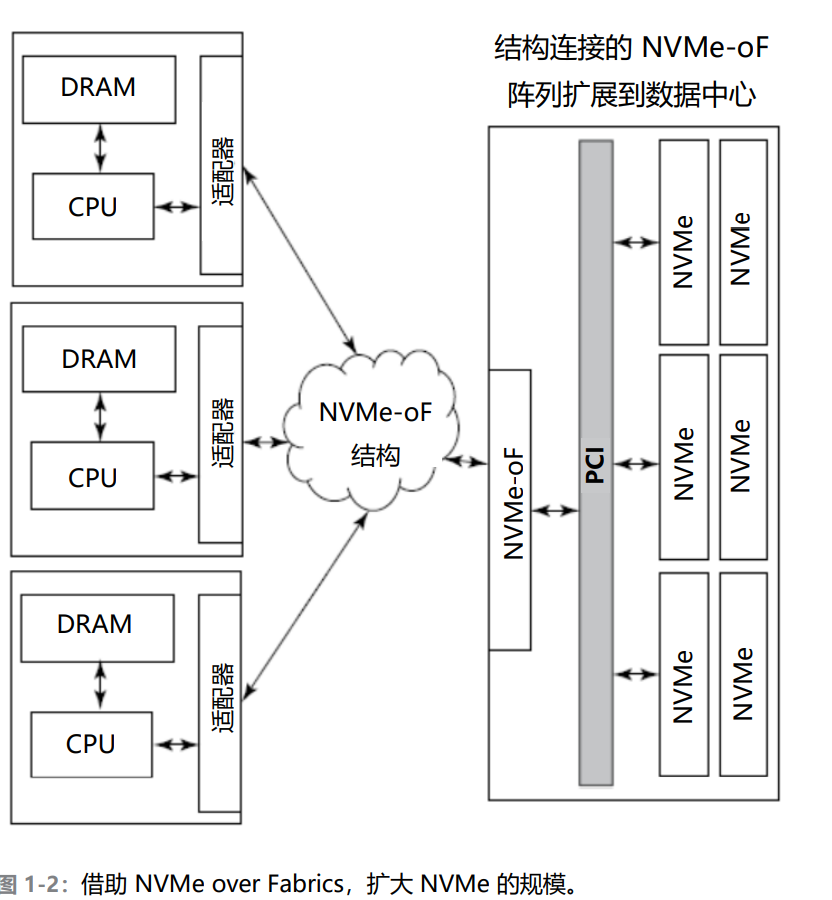 结构连接的 NVMe-oF
阵列扩展到数据中心
DRAM
CPU
适配器
DRAM
CPU
适配器
DRAM
CPU
适配器
NVMe-oF
结构
NVMe-oF
PCI
NVMe
NVMe
NVMe
NVMe
NVMe
NVMe
图 1-2：借助 NVMe over Fabrics，扩大 NVMe 的规模。